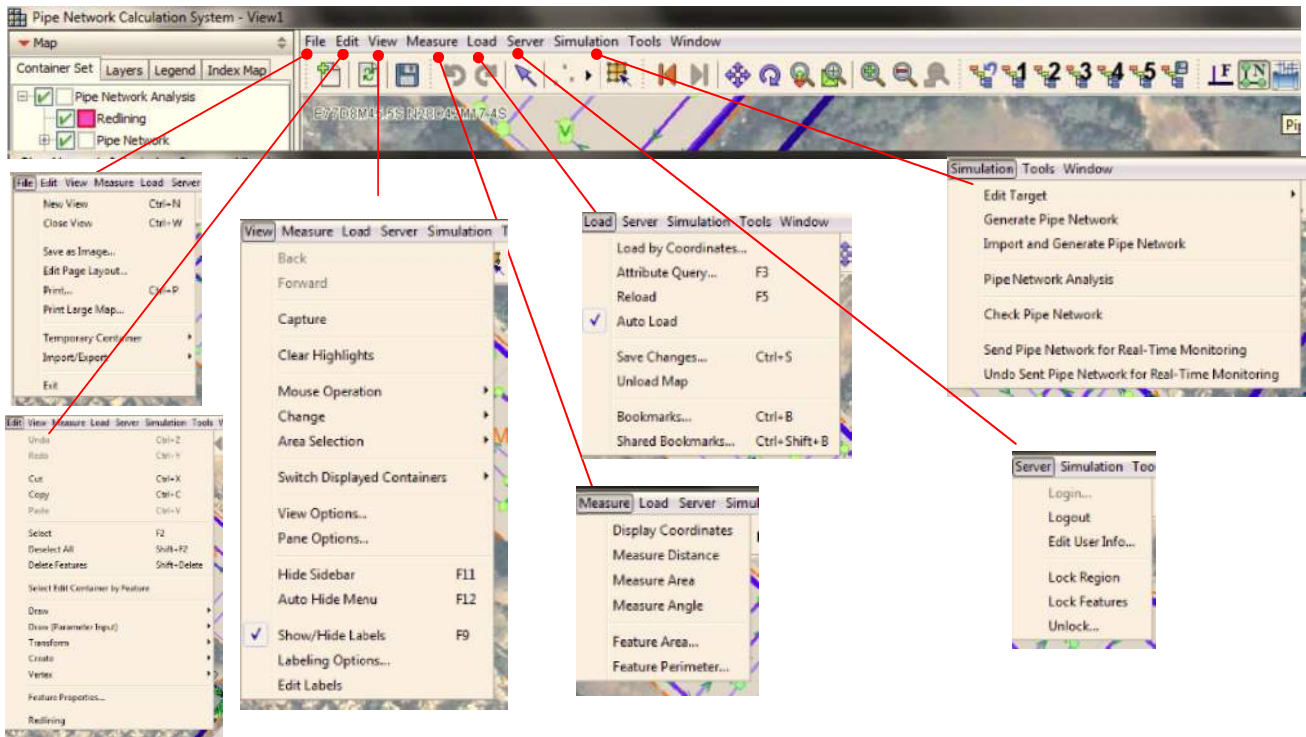 Pipe Network Calculation System - View1
Map
File Edit View Measure Load Server Simulation Tools Window
Container Set Layers Legend Index Map
Pipe Network Analysis
Redlining
Pipe Network
1 2 3 4 5
F
YN
V
File Edit View Measure Load Server
New View Ctrl+N
Close View Ctrl+W
Save as Image...
Edit Page Layout...
Print... Ctrl+P
Print Large Map...
Temporary Container
Import/Export
Exit
Edit View Measure Load Server Simulation Tools V
Undo Ctrl+Z
Redo Ctrl+Y
Cut Ctrl+X
Copy Ctrl+C
Paste Ctrl+V
Select F2
Deselect All Shift+F2
Delete Features Shift+Delete
Select Edit Container by Feature
Draw
Draw (Parameter Input)
Transform
Create
Vertex
Feature Properties...
Redlining
View Measure Load Server Simulation T
Back
Forward
Capture
Clear Highlights
Mouse Operation
Change
Area Selection
Switch Displayed Containers
View Options...
Pane Options...
Hide Sidebar F11
Auto Hide Menu F12
Show/Hide Labels F9
Labeling Options...
Edit Labels
Load Server Simulation Tools Window
Load by Coordinates...
Attribute Query... F3
Reload F5
Auto Load
Save Changes... Ctrl+S
Unload Map
Bookmarks... Ctrl+B
Shared Bookmarks... Ctrl+Shift+B
Measure Load Server Simul
Display Coordinates
Measure Distance
Measure Area
Measure Angle
Feature Area...
Feature Perimeter...
Simulation Tools Window
Edit Target
Generate Pipe Network
Import and Generate Pipe Network
Pipe Network Analysis
Check Pipe Network
Send Pipe Network for Real-Time Monitoring
Undo Sent Pipe Network for Real-Time Monitoring
Server Simulation Too
Login...
Logout
Edit User Info...
Lock Region
Lock Features
Unlock...